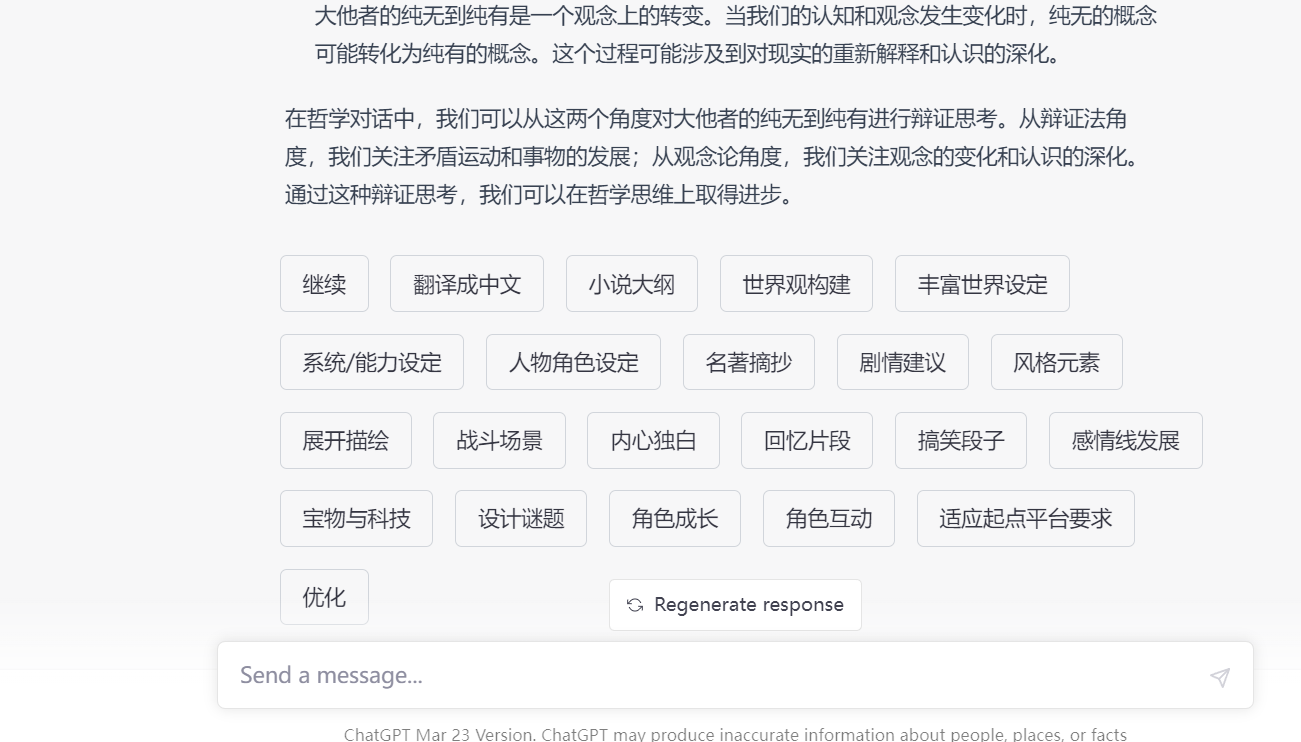 大他者的纯无到纯有是一个观念上的转变。当我们的认知和观念发生变化时，纯无的概念
可能转化为纯有的概念。这个过程可能涉及到对现实的重新解释和认识的深化。
在哲学对话中，我们可以从这两个角度对大他者的纯无到纯有进行辩证思考。从辩证法角
度，我们关注矛盾运动和事物的发展；从观念论角度，我们关注观念的变化和认识的深化。
通过这种辩证思考，我们可以在哲学思维上取得进步。
继续 翻译成中文 小说大纲 世界观构建 丰富世界设定
系统/能力设定 人物角色设定 名著摘抄 剧情建议 风格元素
展开描绘 战斗场景 内心独白 回忆片段 搞笑段子 感情线发展
宝物与科技 设计谜题 角色成长 角色互动 适应起点平台要求
优化 Regenerate response
Send a message...
ChatGPT Mar 23 Version. ChatGPT may produce inaccurate information about people, places, or facts